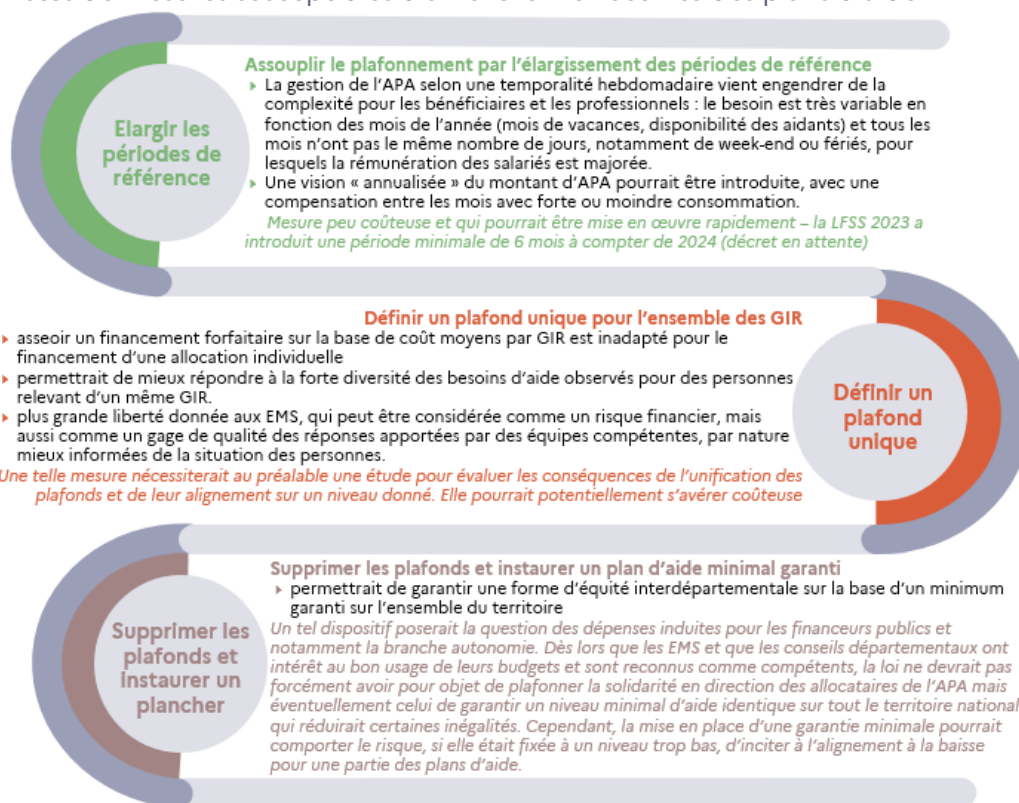 Elargir les
périodes de
référence
Assouplir le plafonnement par l'élargissement des périodes de référence
La gestion de l'APA selon une temporalité hebdomadaire vient engendrer de la
complexité pour les bénéficiaires et les professionnels : le besoin est très variable en
fonction des mois de l'année (mois de vacances, disponibilité des aidants) et tous les
mois n'ont pas le même nombre de jours, notamment de week-end ou fériés, pour
lesquels la rémunération des salariés est majorée.
Une vision « annualisée » du montant d'APA pourrait être introduite, avec une
compensation entre les mois avec forte ou moindre consommation.
Mesure peu coûteuse et qui pourrait être mise en œuvre rapidement – la LFSS 2023 a
introduit une période minimale de 6 mois à compter de 2024 (décret en attente)
Définir un plafond unique pour l'ensemble des GIR
asseoir un financement forfaitaire sur la base de coût moyens par GIR est inadapté pour le
financement d'une allocation individuelle
permettrait de mieux répondre à la forte diversité des besoins d'aide observés pour des personnes
relevant d'un même GIR.
plus grande liberté donnée aux EMS, qui peut être considérée comme un risque financier, mais
aussi comme un gage de qualité des réponses apportées par des équipes compétentes, par nature
mieux informées de la situation des personnes.
Une telle mesure nécessiterait au préalable une étude pour évaluer les conséquences de l'unification des
plafonds et de leur alignement sur un niveau donné. Elle pourrait potentiellement s'avérer coûteuse
Définir un
plafond
unique
Supprimer les
plafonds et
instaurer un
plancher
Supprimer les plafonds et instaurer un plan d'aide minimal garanti
permettrait de garantir une forme d'équité interdépartementale sur la base d'un minimum
garanti sur l'ensemble du territoire
Un tel dispositif poserait la question des dépenses induites pour les financeurs publics et
notamment la branche autonomie. Dès lors que les EMS et que les conseils départementaux ont
intérêt au bon usage de leurs budgets et sont reconnus comme compétents, la loi ne devrait pas
forcément avoir pour objet de plafonner la solidarité en direction des allocataires de l'APA mais
éventuellement celui de garantir un niveau minimal d'aide identique sur tout le territoire national
qui réduirait certaines inégalités. Cependant, la mise en place d'une garantie minimale pourrait
comporter le risque, si elle était fixée à un niveau trop bas, d'inciter à l'alignement à la baisse
pour une partie des plans d'aide.